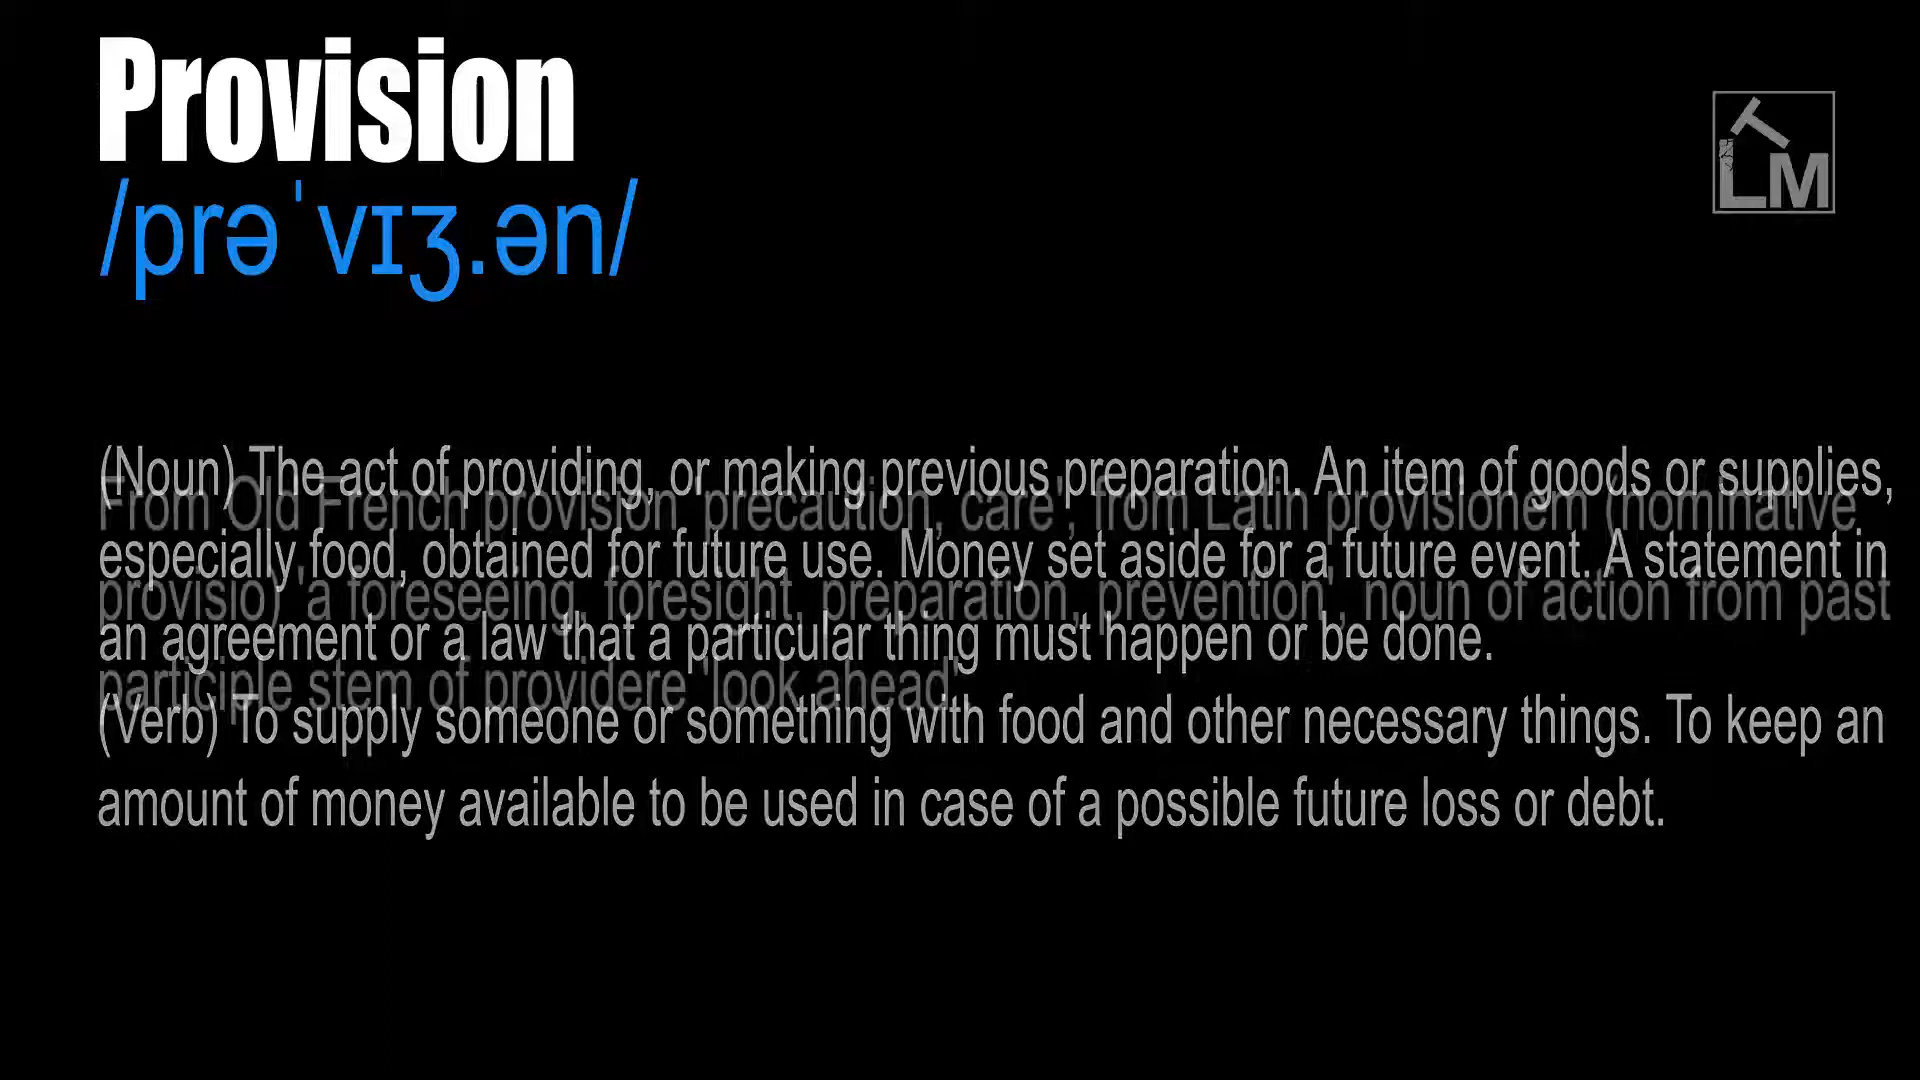 Provision
/prəˈvɪʒ.ən/
TLM
(Noun) The act of providing, or making previous preparation. An item of goods or supplies,
From Old French provision 'precaution, care', from Latin provisionem (nominative
especially food, obtained for future use. Money set aside for a future event. A statement in
provisio) 'a foreseeing, foresight, preparation, prevention', noun of action from past
an agreement or a law that a particular thing must happen or be done.
participle stem of providere 'look ahead'
(Verb) To supply someone or something with food and other necessary things. To keep an
amount of money available to be used in case of a possible future loss or debt.